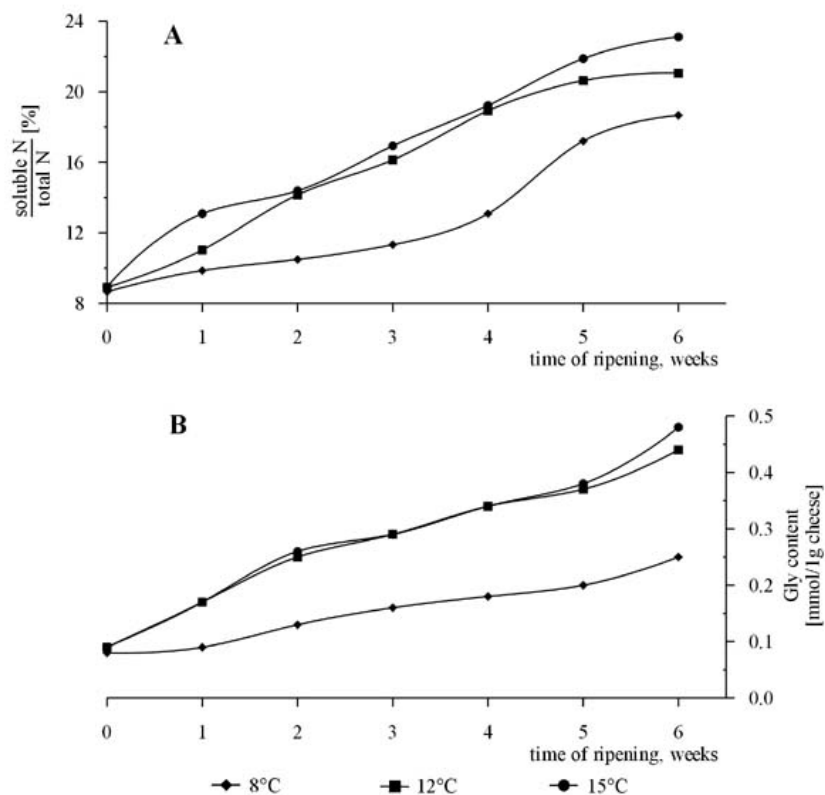 A
24
20
16
12
8
soluble N
total N
[%]
0 1 2 3 4 5 6
time of ripening, weeks
B
0.5
0.4
0.3
0.2
0.1
0.0
Gly content
[mmol/1g cheese]
0 1 2 3 4 5 6
time of ripening, weeks
8°C 12°C 15°C